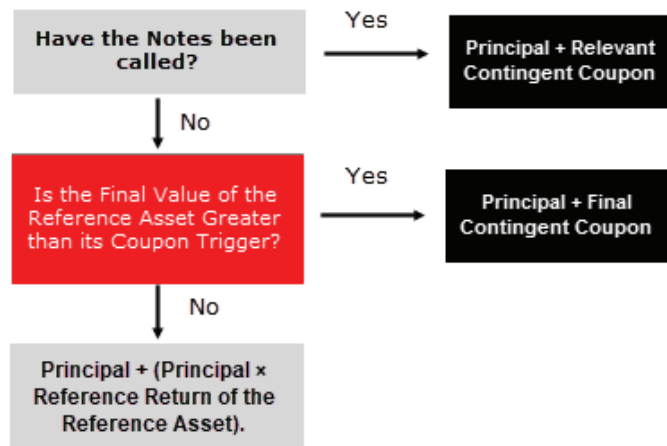 Have the Notes been
called?
Yes
Principal + Relevant
Contingent Coupon
No
Is the Final Value of the
Reference Asset Greater
than its Coupon Trigger?
Yes
Principal + Final
Contingent Coupon
No
Principal + (Principal ×
Reference Return of the
Reference Asset).